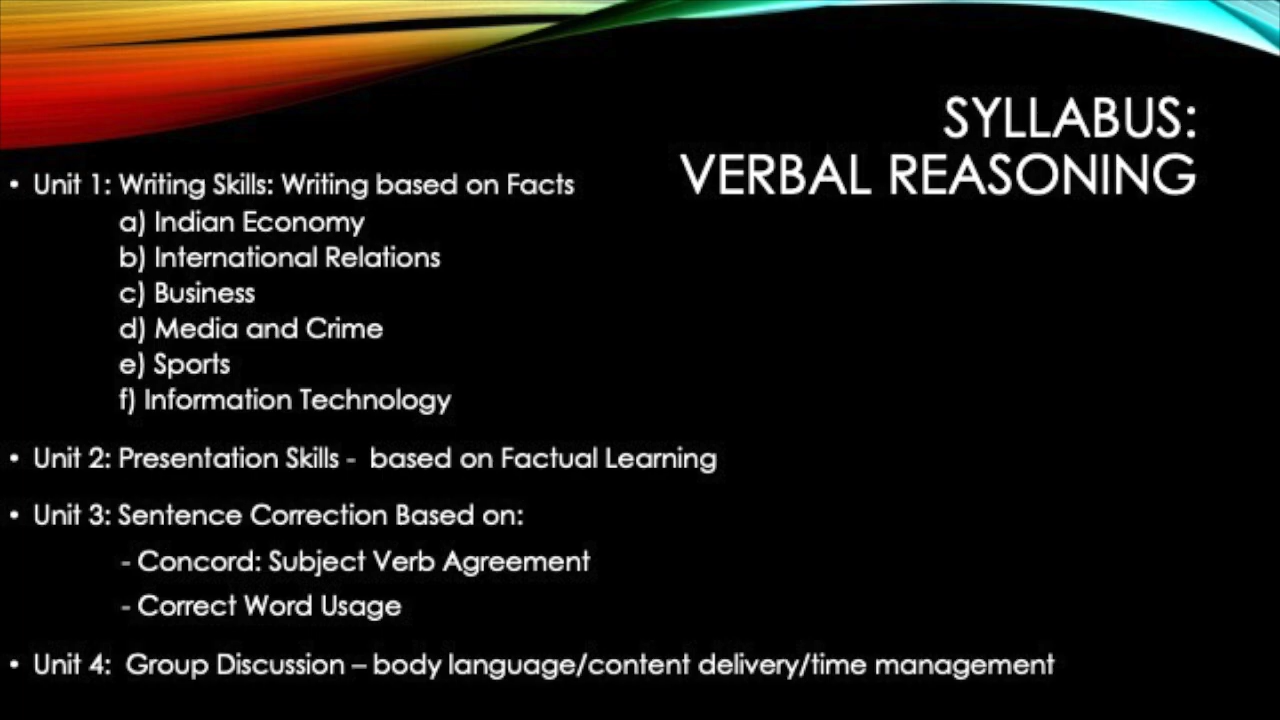 SYLLABUS:
VERBAL REASONING
• Unit 1: Writing Skills: Writing based on Facts
a) Indian Economy
b) International Relations
c) Business
d) Media and Crime
e) Sports
f) Information Technology
• Unit 2: Presentation Skills - based on Factual Learning
• Unit 3: Sentence Correction Based on:
- Concord: Subject Verb Agreement
- Correct Word Usage
• Unit 4: Group Discussion – body language/content delivery/time management